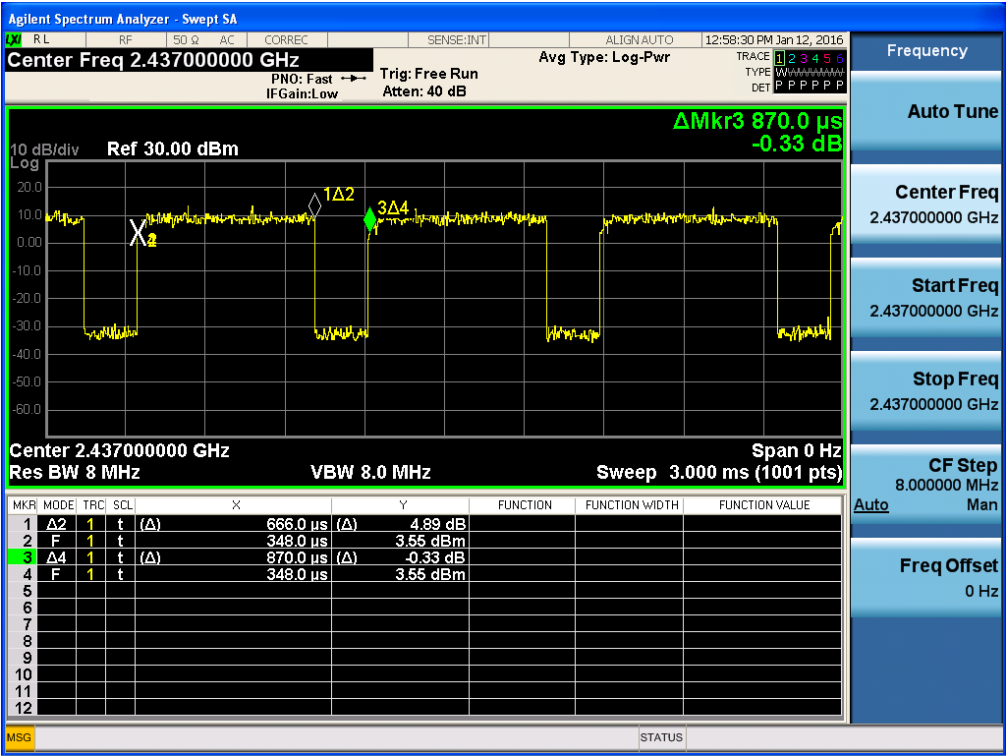 Agilent Spectrum Analyzer - Swept SA
LXI RL RF 50 Ω AC CORREC SENSE:INT ALIGNAUTO 12:58:30 PM Jan 12, 2016
Center Freq 2.437000000 GHz
PNO: Fast
IFGain:Low
Trig: Free Run
Atten: 40 dB
Avg Type: Log-Pwr
TRACE 1 2 3 4 5 6
TYPE W
DET P P P P P P
ΔMkr3 870.0 µs
-0.33 dB
10 dB/div Ref 30.00 dBm
Log
20.0
10.0
0.00
-10.0
-20.0
-30.0
-40.0
-50.0
-60.0
1Δ2
3Δ4
Center 2.437000000 GHz Span 0 Hz
Res BW 8 MHz VBW 8.0 MHz Sweep 3.000 ms (1001 pts)
MKR MODE TRC SCL X Y FUNCTION FUNCTION WIDTH FUNCTION VALUE
1 Δ2 1 t (Δ) 666.0 µs (Δ) 4.89 dB
2 F 1 t 348.0 µs 3.55 dBm
3 Δ4 1 t (Δ) 870.0 µs (Δ) -0.33 dB
4 F 1 t 348.0 µs 3.55 dBm
5
6
7
8
9
10
11
12
MSG STATUS
Frequency
Auto Tune
Center Freq
2.437000000 GHz
Start Freq
2.437000000 GHz
Stop Freq
2.437000000 GHz
CF Step
8.000000 MHz
Auto Man
Freq Offset
0 Hz